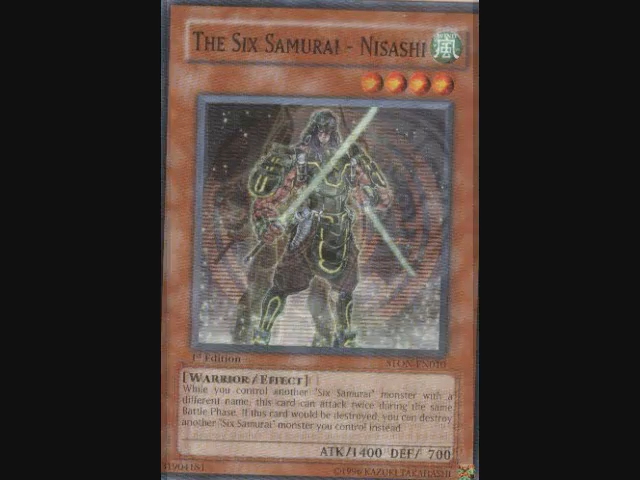 THE SIX SAMURAI - NISASHI
風
1st Edition
STON-EN010
[WARRIOR/EFFECT]
While you control another "Six Samurai" monster with a
different name, this card can attack twice during the same
Battle Phase. If this card would be destroyed, you can destroy
another "Six Samurai" monster you control instead.
ATK/1400 DEF/ 700
©1996 KAZUKI TAKAHASHI